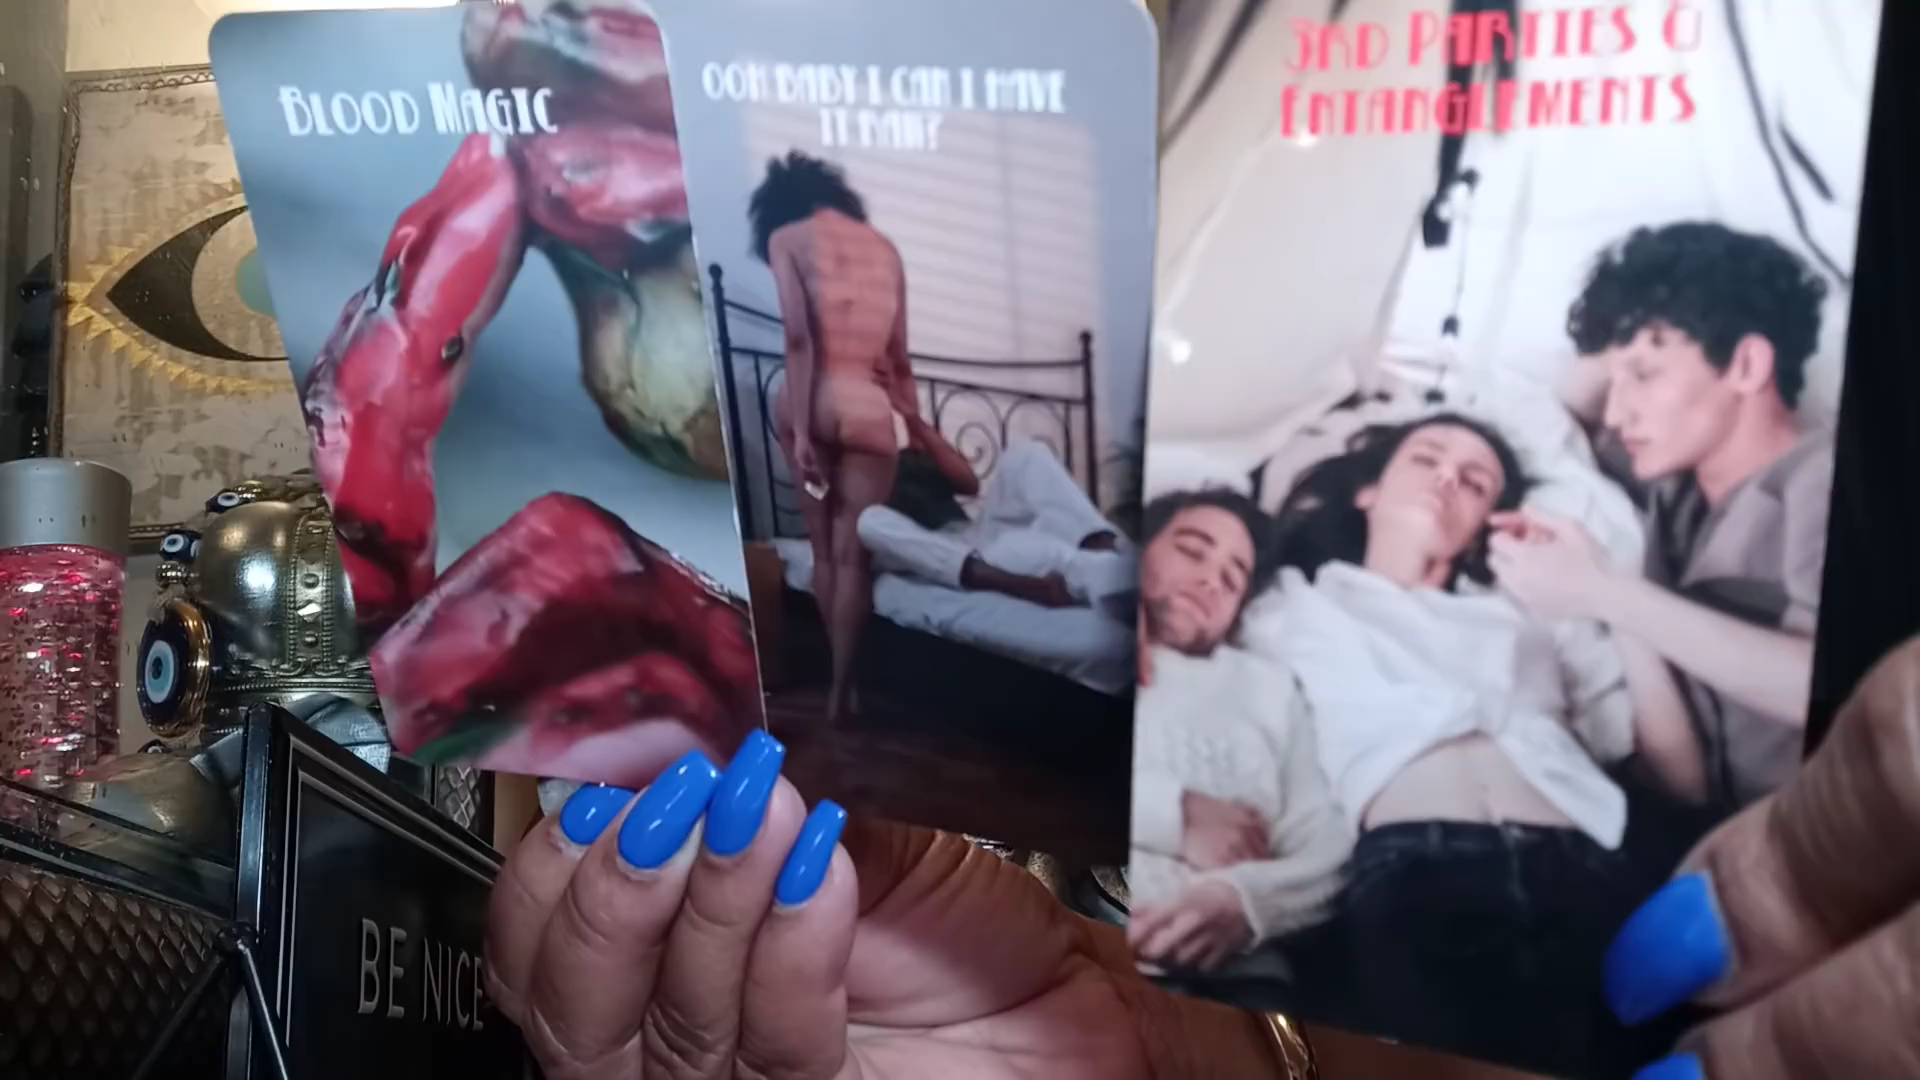 BLOOD MAGIC
OOH BABY I CAN I HAVE
IT RAW?
3RD PARTIES &
ENTANGLEMENTS
BE NICE